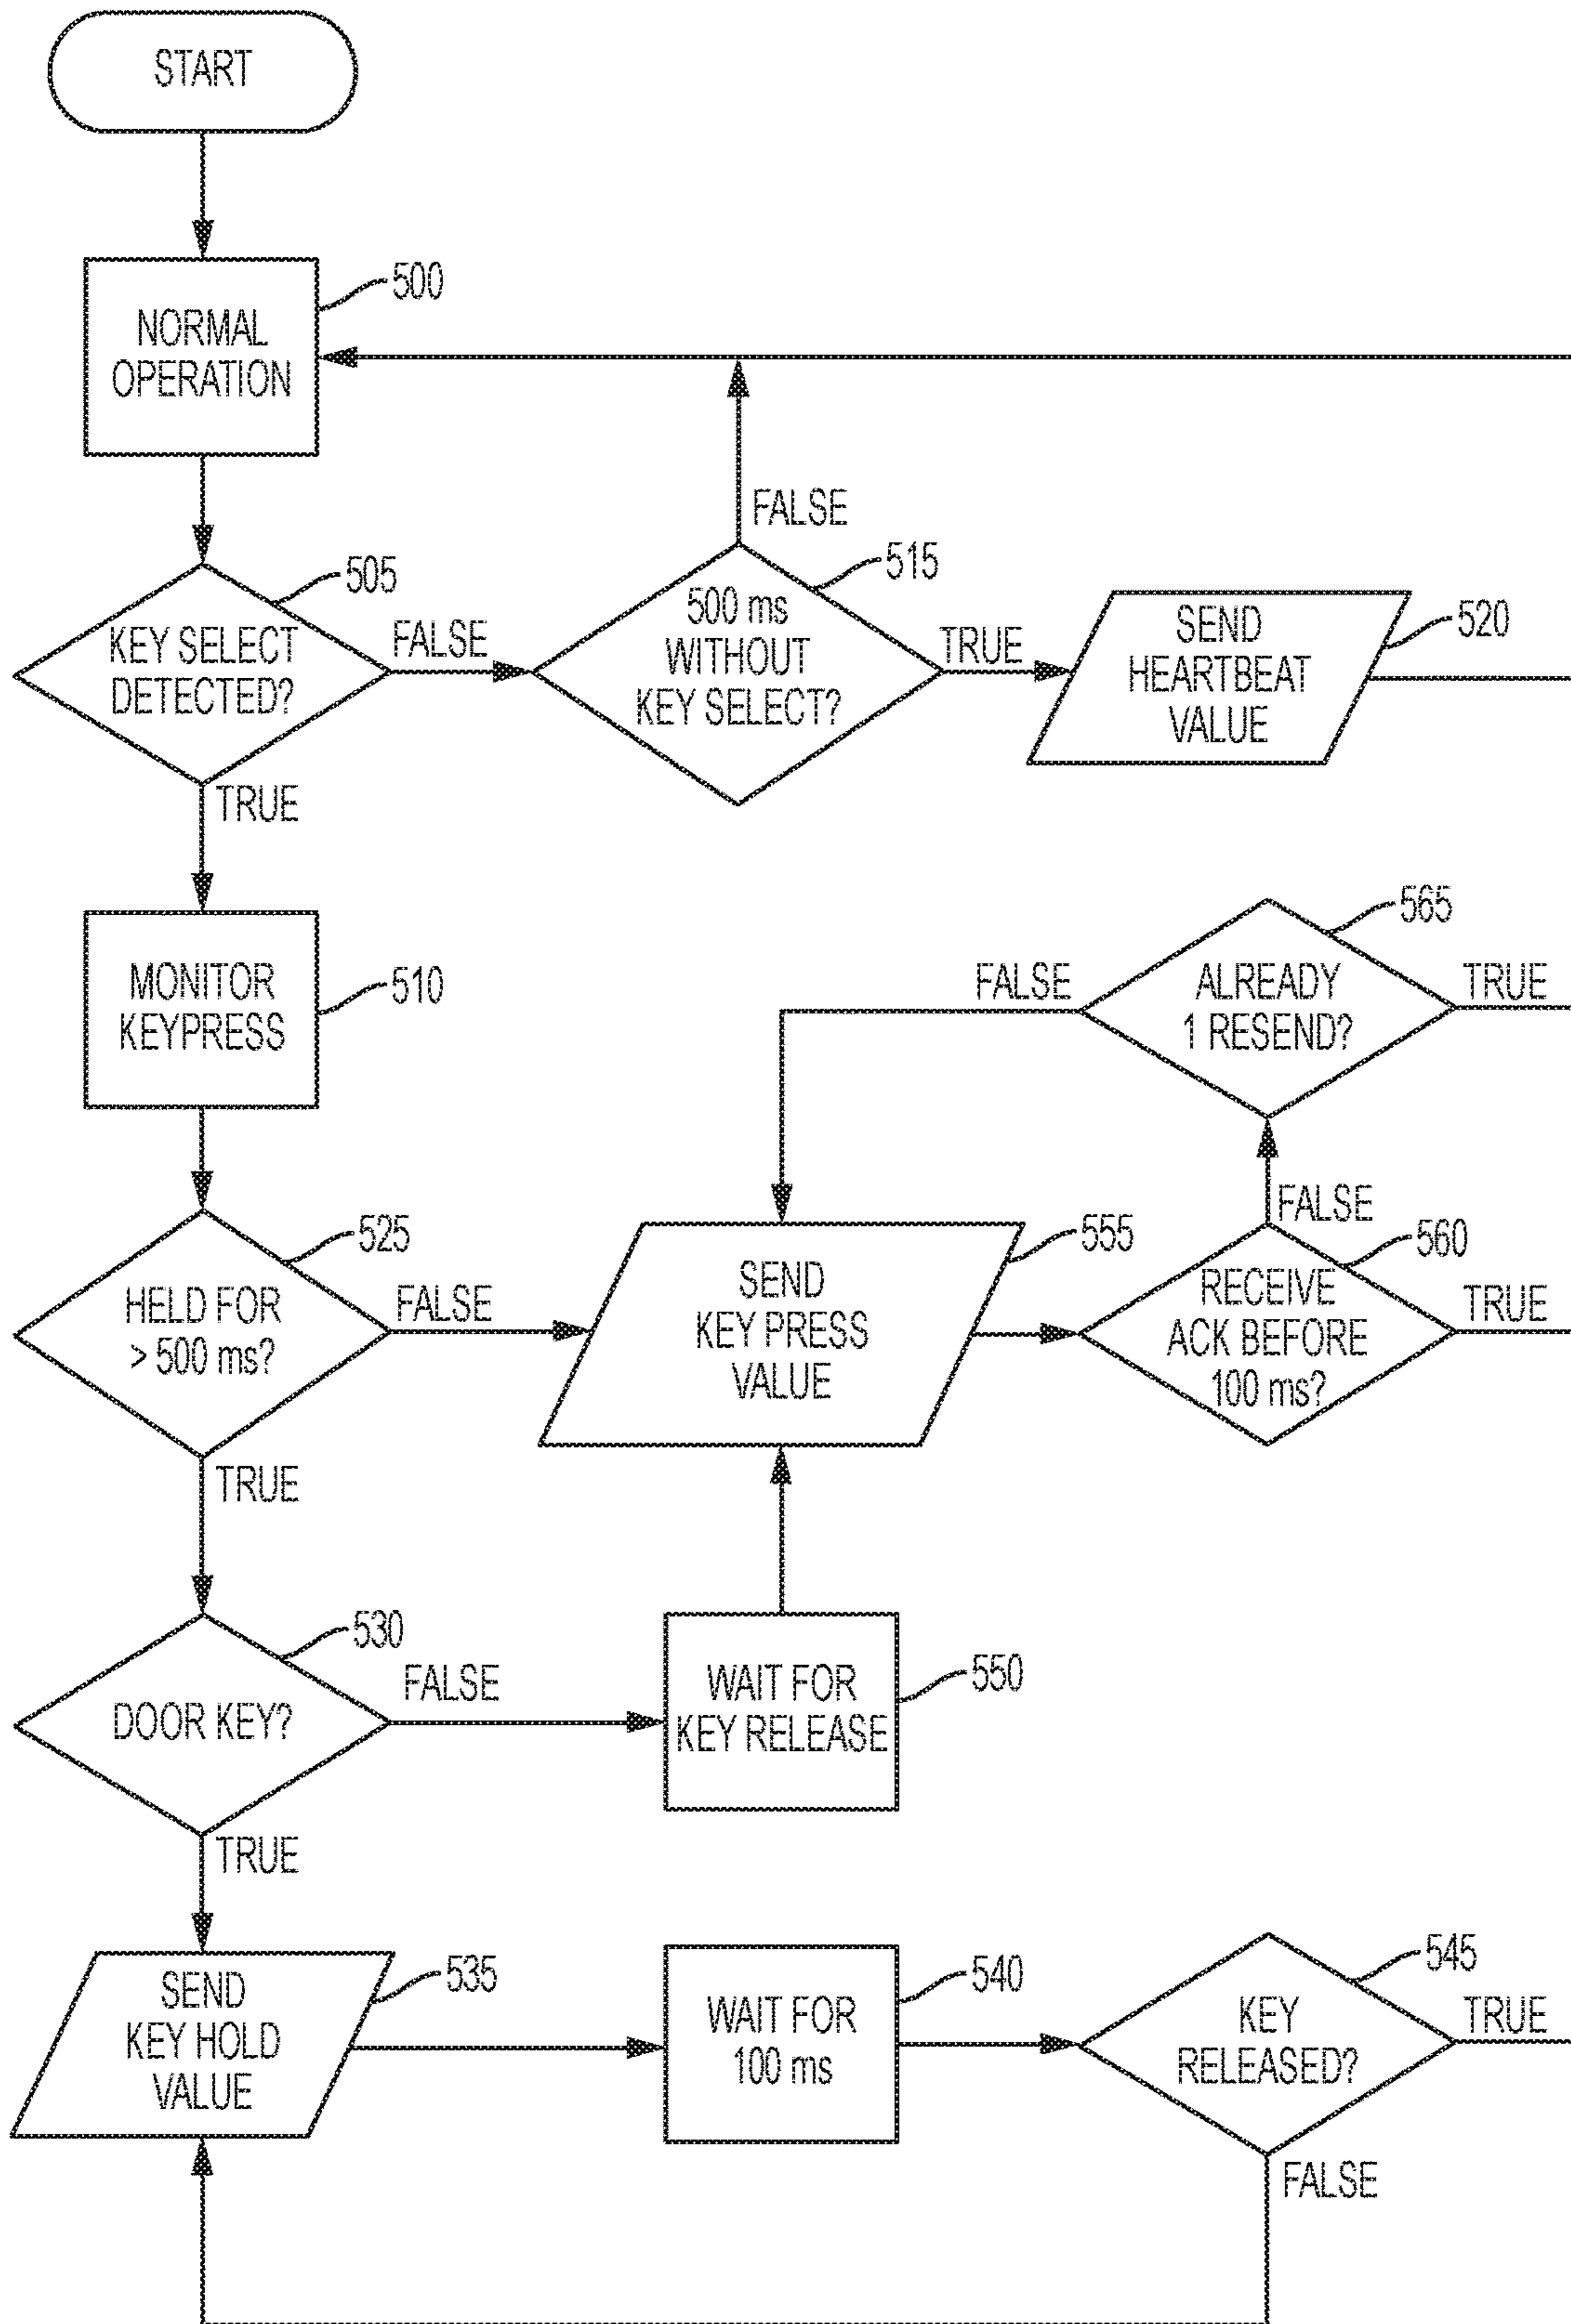 START
NORMAL
OPERATION
500
FALSE
KEY SELECT
DETECTED?
505
FALSE
500 ms
WITHOUT
KEY SELECT?
515
TRUE
SEND
HEARTBEAT
VALUE
520
TRUE
MONITOR
KEYPRESS
510
FALSE
ALREADY
1 RESEND?
565
TRUE
HELD FOR
> 500 ms?
525
FALSE
SEND
KEY PRESS
VALUE
555
FALSE
RECEIVE
ACK BEFORE
100 ms?
560
TRUE
TRUE
DOOR KEY?
530
FALSE
WAIT FOR
KEY RELEASE
550
TRUE
SEND
KEY HOLD
VALUE
535
WAIT FOR
100 ms
540
KEY
RELEASED?
545
TRUE
FALSE